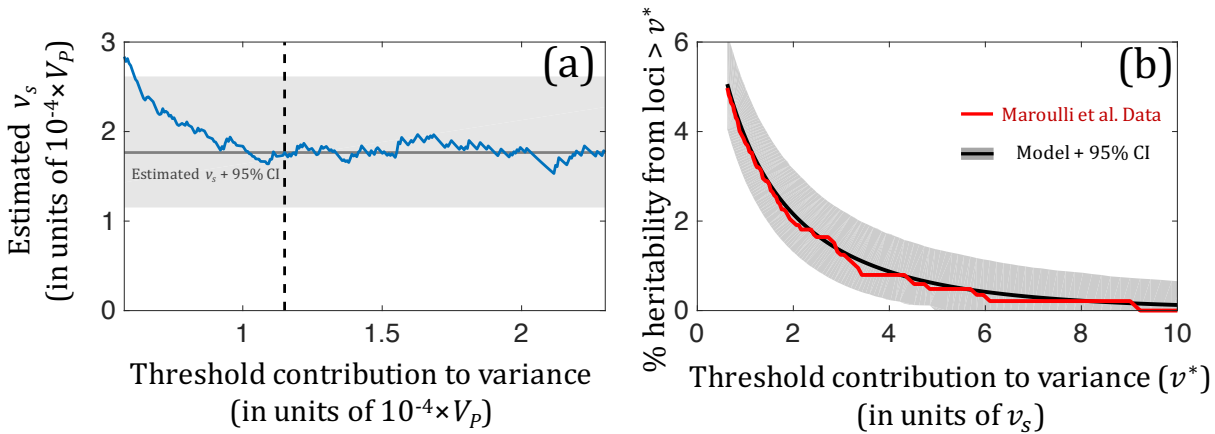 (a)
Estimated v_s
(in units of 10⁻⁴×V_P)
3
2
1
0
Estimated v_s + 95% CI
1
1.5
2
Threshold contribution to variance
(in units of 10⁻⁴×V_P)
(b)
% heritability from loci > v*
6
4
2
0
Maroulli et al. Data
Model + 95% CI
0
2
4
6
8
10
Threshold contribution to variance (v*)
(in units of v_s)